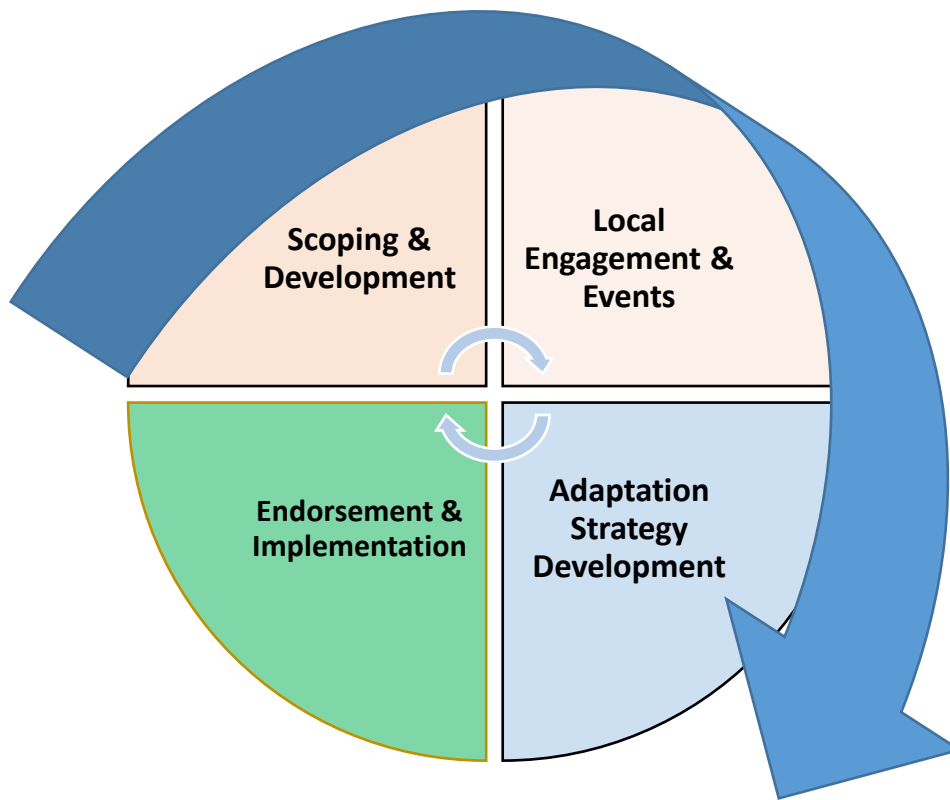 Scoping &
Development
Local
Engagement &
Events
Endorsement &
Implementation
Adaptation
Strategy
Development